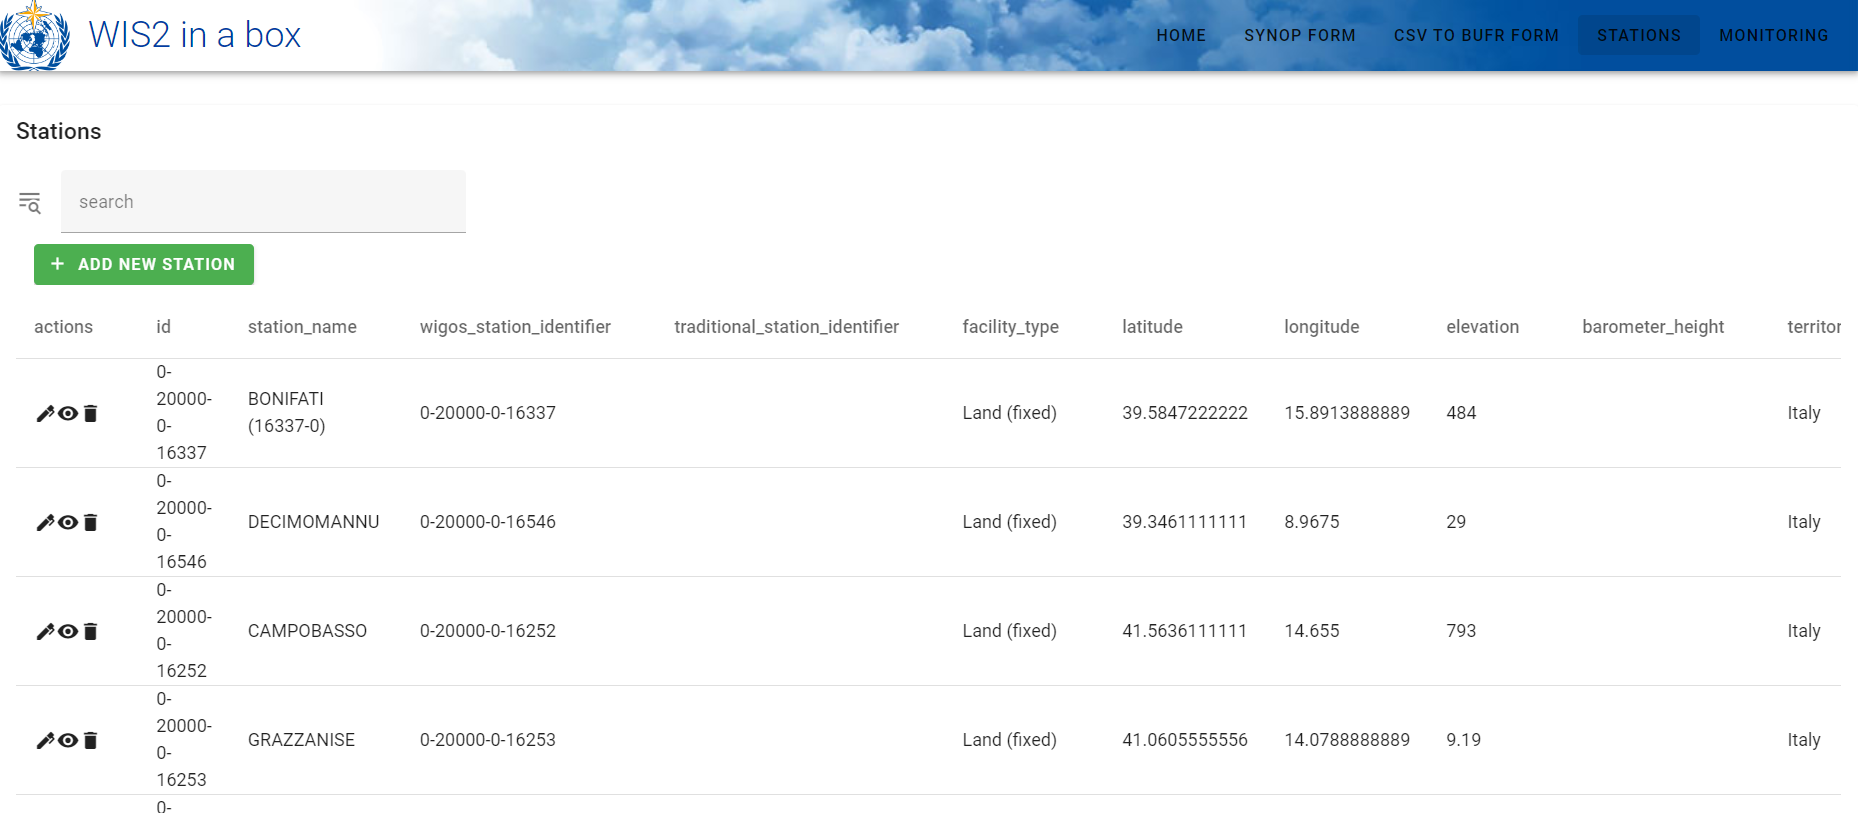 WIS2 in a box
HOME SYNOP FORM CSV TO BUFR FORM STATIONS MONITORING
Stations
search
+ ADD NEW STATION
actions id station_name wigos_station_identifier traditional_station_identifier facility_type latitude longitude elevation barometer_height territor
0-
20000-
0-
16337
BONIFATI
(16337-0)
0-20000-0-16337 Land (fixed) 39.5847222222 15.8913888889 484 Italy
0-
20000-
0-
16546
DECIMOMANNU 0-20000-0-16546 Land (fixed) 39.3461111111 8.9675 29 Italy
0-
20000-
0-
16252
CAMPOBASSO 0-20000-0-16252 Land (fixed) 41.5636111111 14.655 793 Italy
0-
20000-
0-
16253
GRAZZANISE 0-20000-0-16253 Land (fixed) 41.0605555556 14.0788888889 9.19 Italy
0-